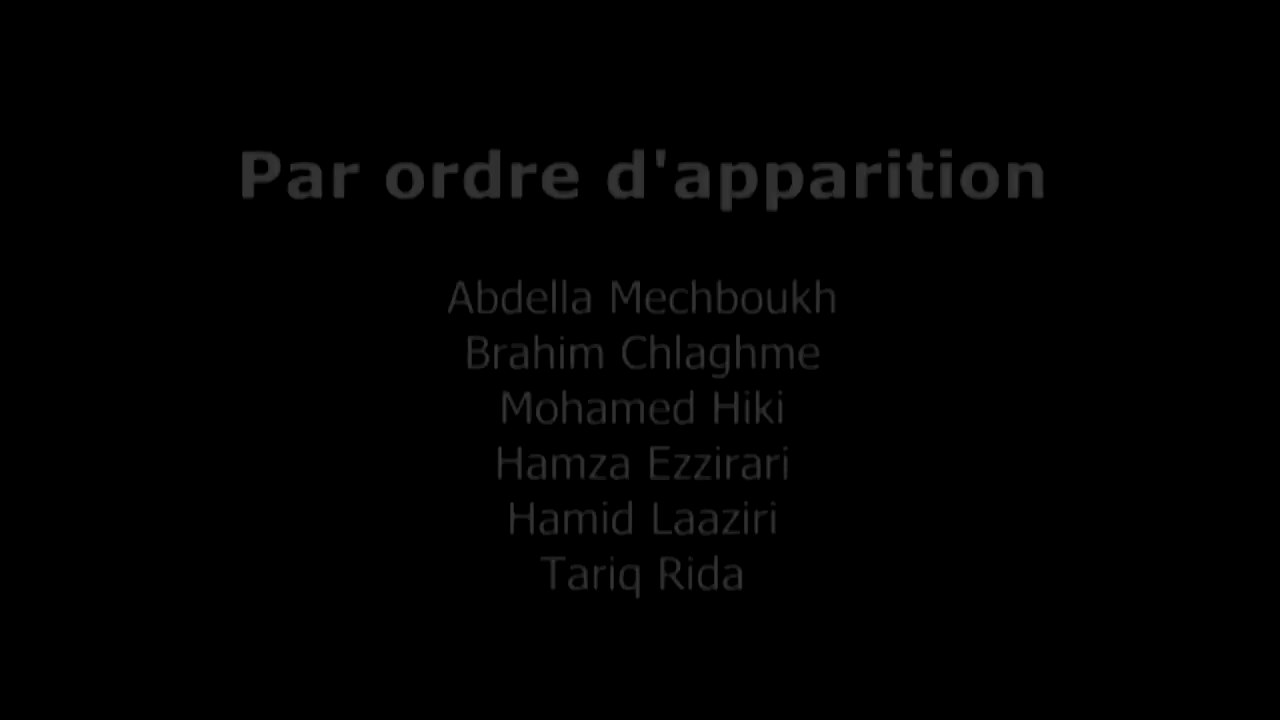 Par ordre d'apparition
Abdella Mechboukh
Brahim Chlaghme
Mohamed Hiki
Hamza Ezzirari
Hamid Laaziri
Tariq Rida